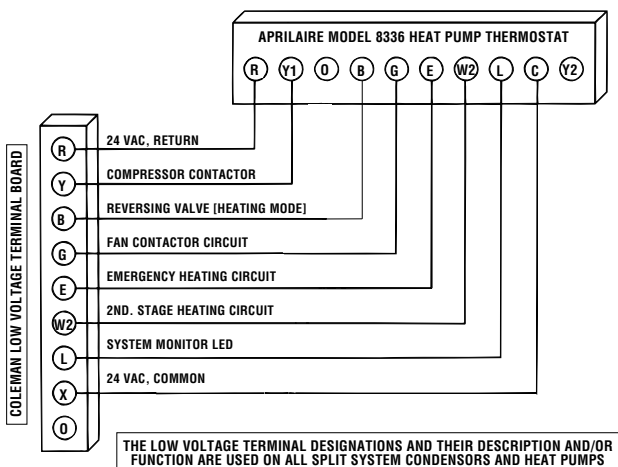 APRILAIRE MODEL 8336 HEAT PUMP THERMOSTAT
R Y1 O B G E W2 L C Y2
COLEMAN LOW VOLTAGE TERMINAL BOARD
R 24 VAC, RETURN
Y COMPRESSOR CONTACTOR
B REVERSING VALVE [HEATING MODE]
G FAN CONTACTOR CIRCUIT
E EMERGENCY HEATING CIRCUIT
W2 2ND. STAGE HEATING CIRCUIT
L SYSTEM MONITOR LED
X 24 VAC, COMMON
O
THE LOW VOLTAGE TERMINAL DESIGNATIONS AND THEIR DESCRIPTION AND/OR
FUNCTION ARE USED ON ALL SPLIT SYSTEM CONDENSORS AND HEAT PUMPS